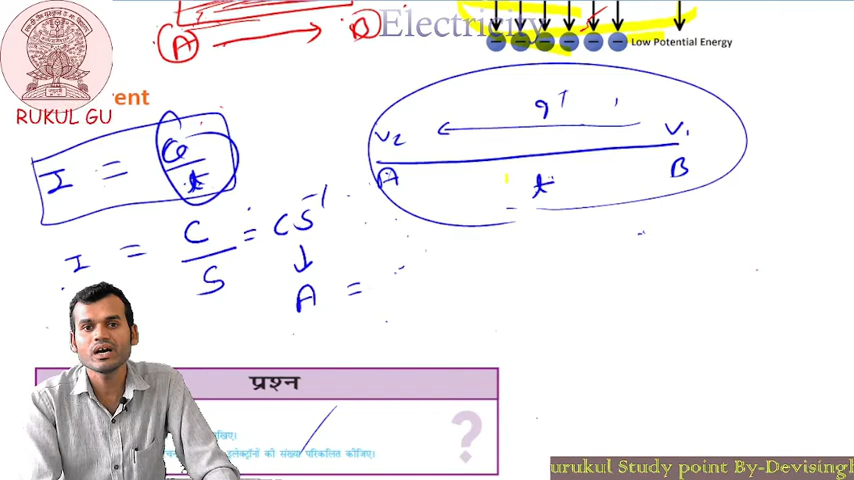 Electricity
A B
Low Potential Energy
rent
RUKUL GU
I = Q/t
q
V2 V1
A B
t
I = C/S = CS⁻¹
A =
प्रश्न
इलेक्ट्रॉनों की संख्या परिकलित कीजिए।
?
urukul Study point By-Devisingh